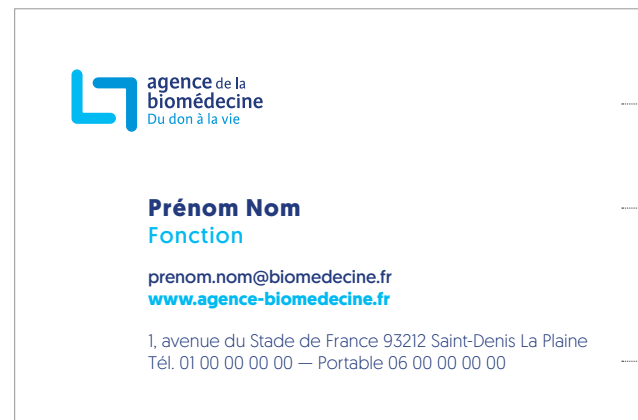 agence de la
biomédecine
Du don à la vie
Prénom Nom
Fonction
prenom.nom@biomedecine.fr
www.agence-biomedecine.fr
1, avenue du Stade de France 93212 Saint-Denis La Plaine
Tél. 01 00 00 00 00 — Portable 06 00 00 00 00